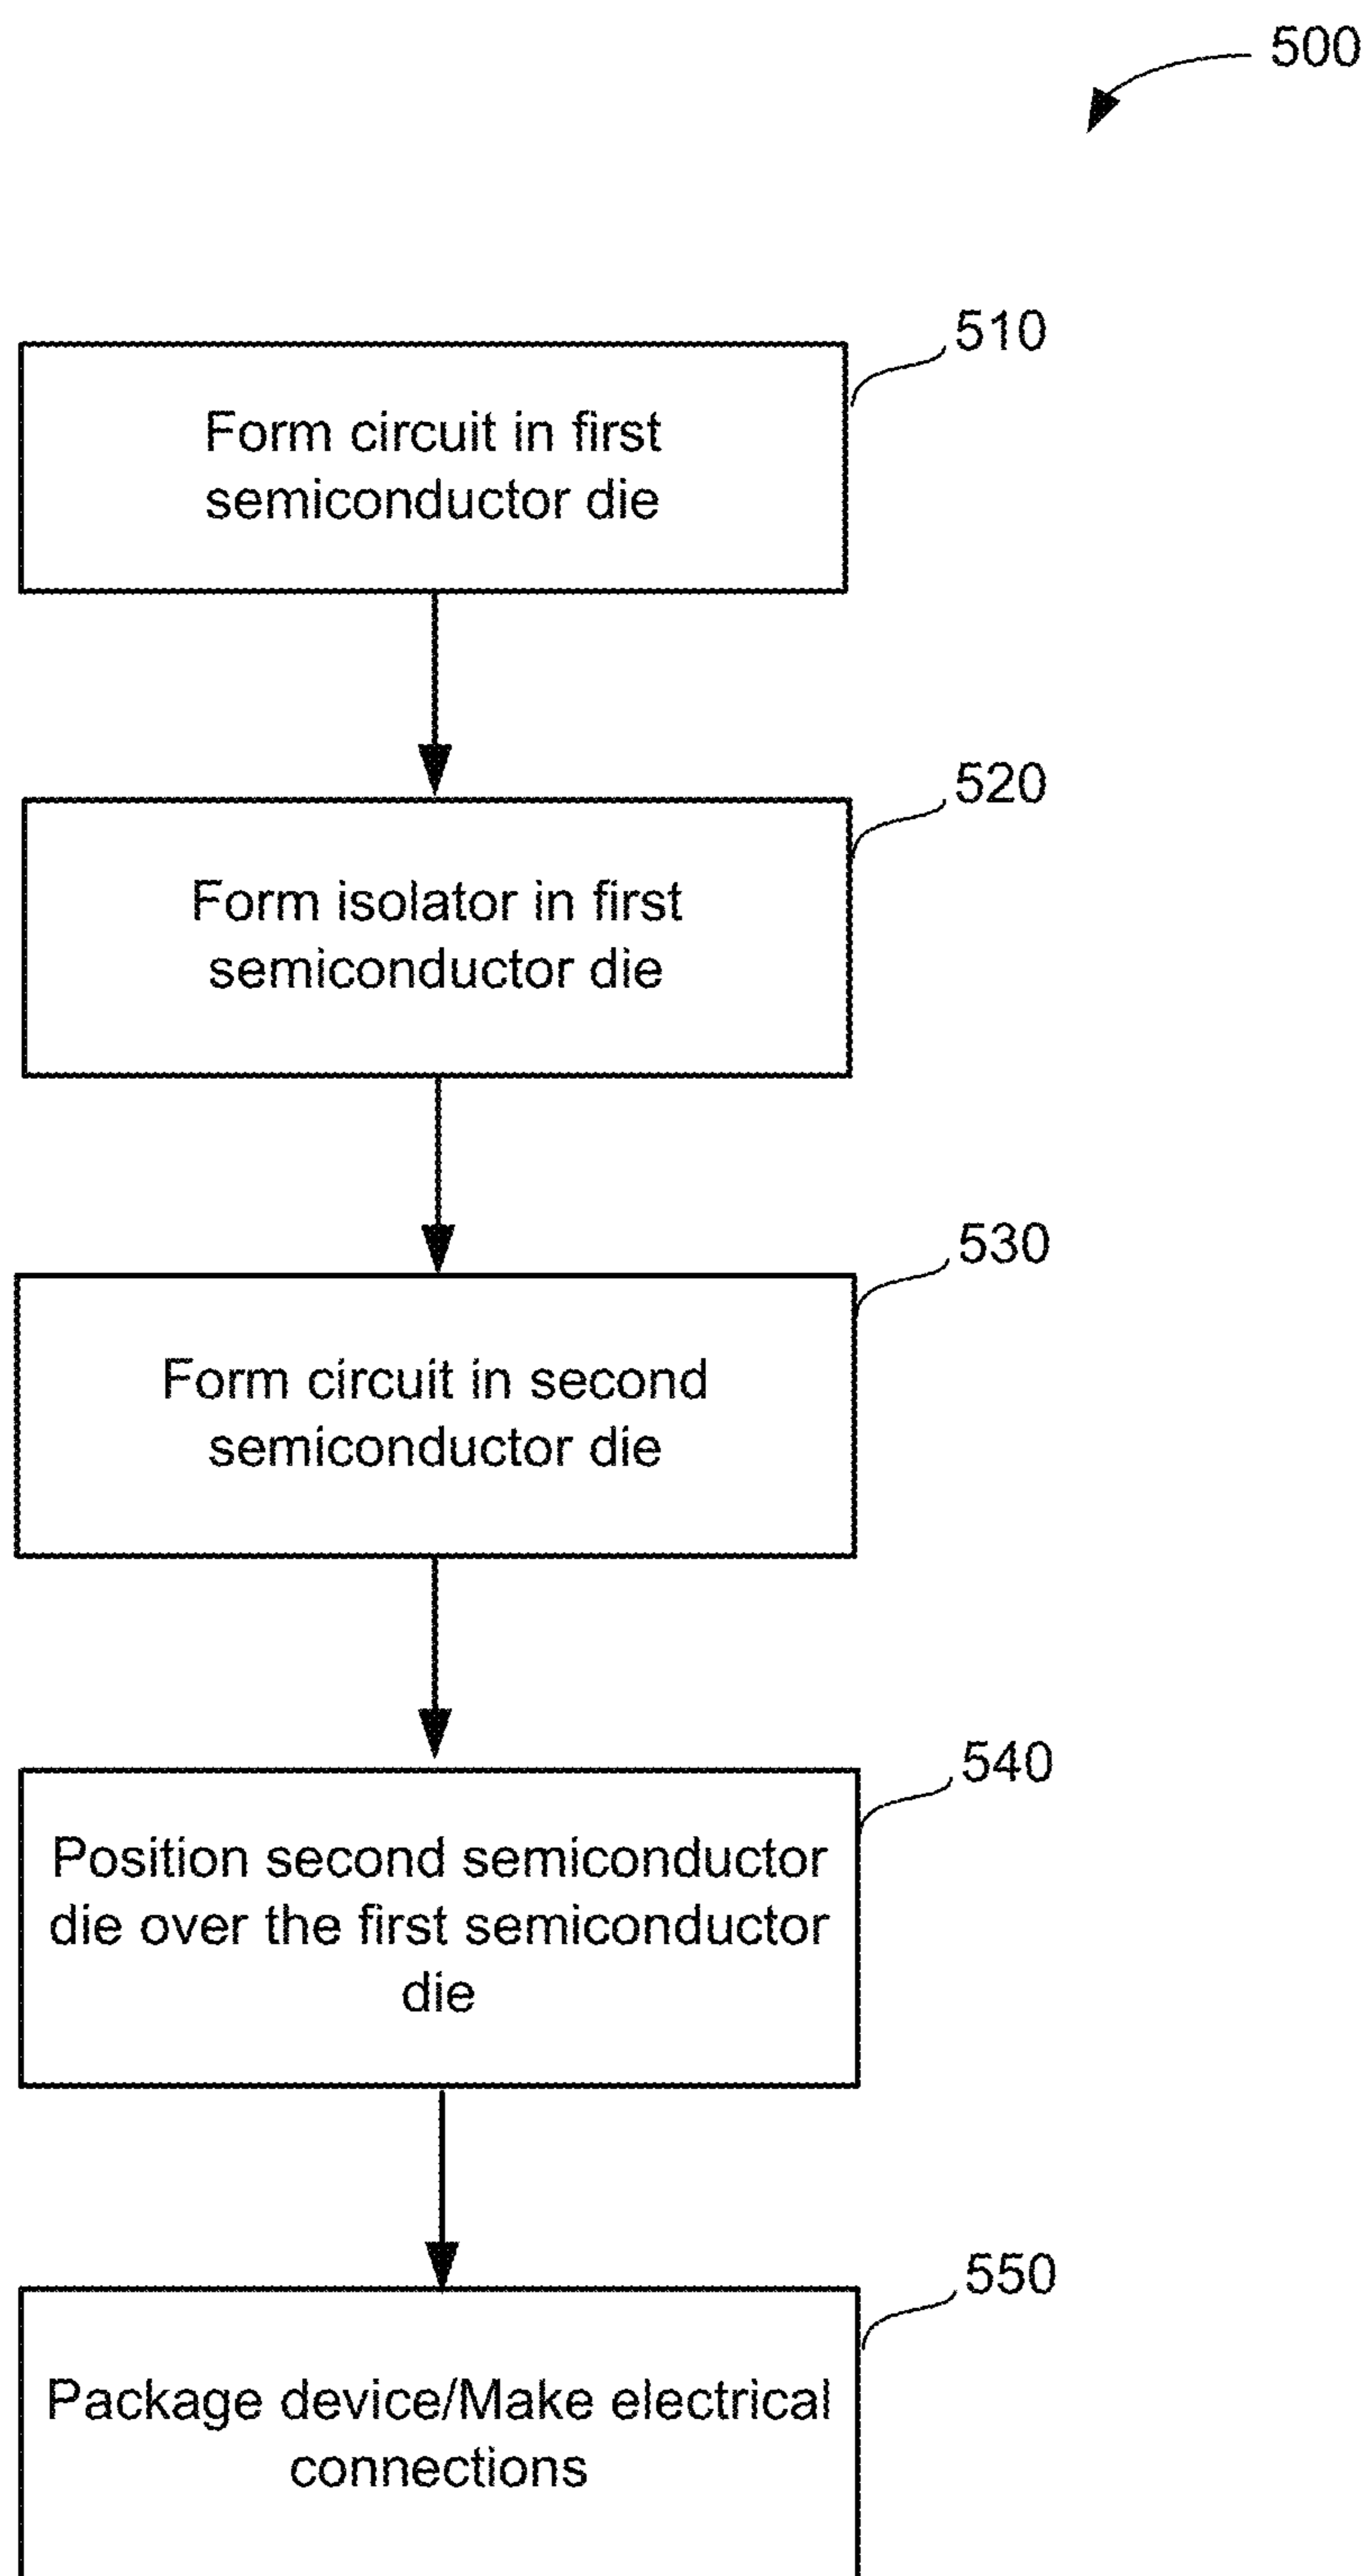 500
510
Form circuit in first
semiconductor die
520
Form isolator in first
semiconductor die
530
Form circuit in second
semiconductor die
540
Position second semiconductor
die over the first semiconductor
die
550
Package device/Make electrical
connections